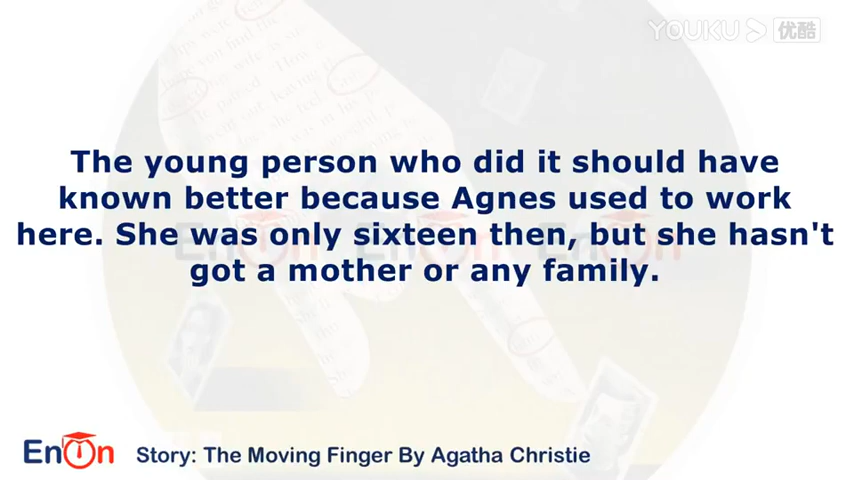 YOUKU 优酷
The young person who did it should have
known better because Agnes used to work
here. She was only sixteen then, but she hasn't
got a mother or any family.
EnOn
Story: The Moving Finger By Agatha Christie